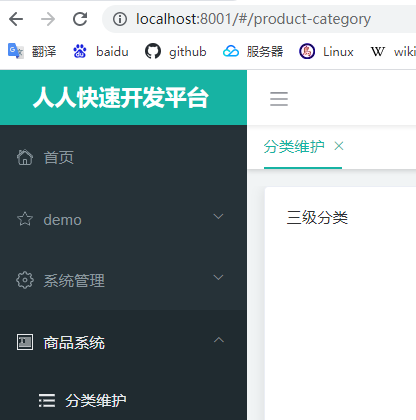 localhost:8001/#/product-category
翻译 baidu github 服务器 Linux wiki
人人快速开发平台
分类维护
首页
三级分类
demo
系统管理
商品系统
分类维护